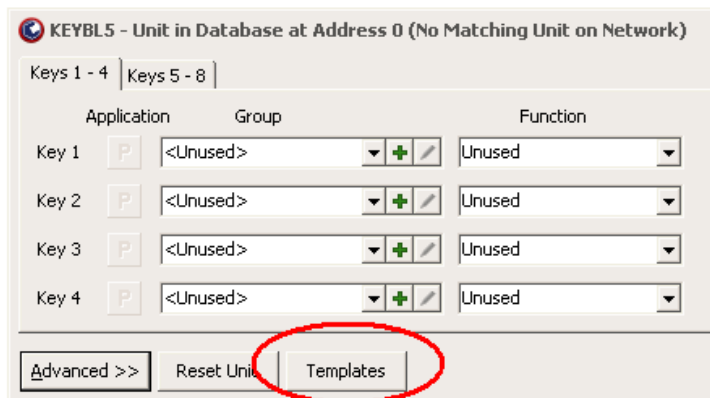 KEYBL5 - Unit in Database at Address 0 (No Matching Unit on Network)
Keys 1 - 4 Keys 5 - 8
Application Group Function
Key 1 P <Unused> Unused
Key 2 P <Unused> Unused
Key 3 P <Unused> Unused
Key 4 P <Unused> Unused
Advanced >> Reset Unit Templates